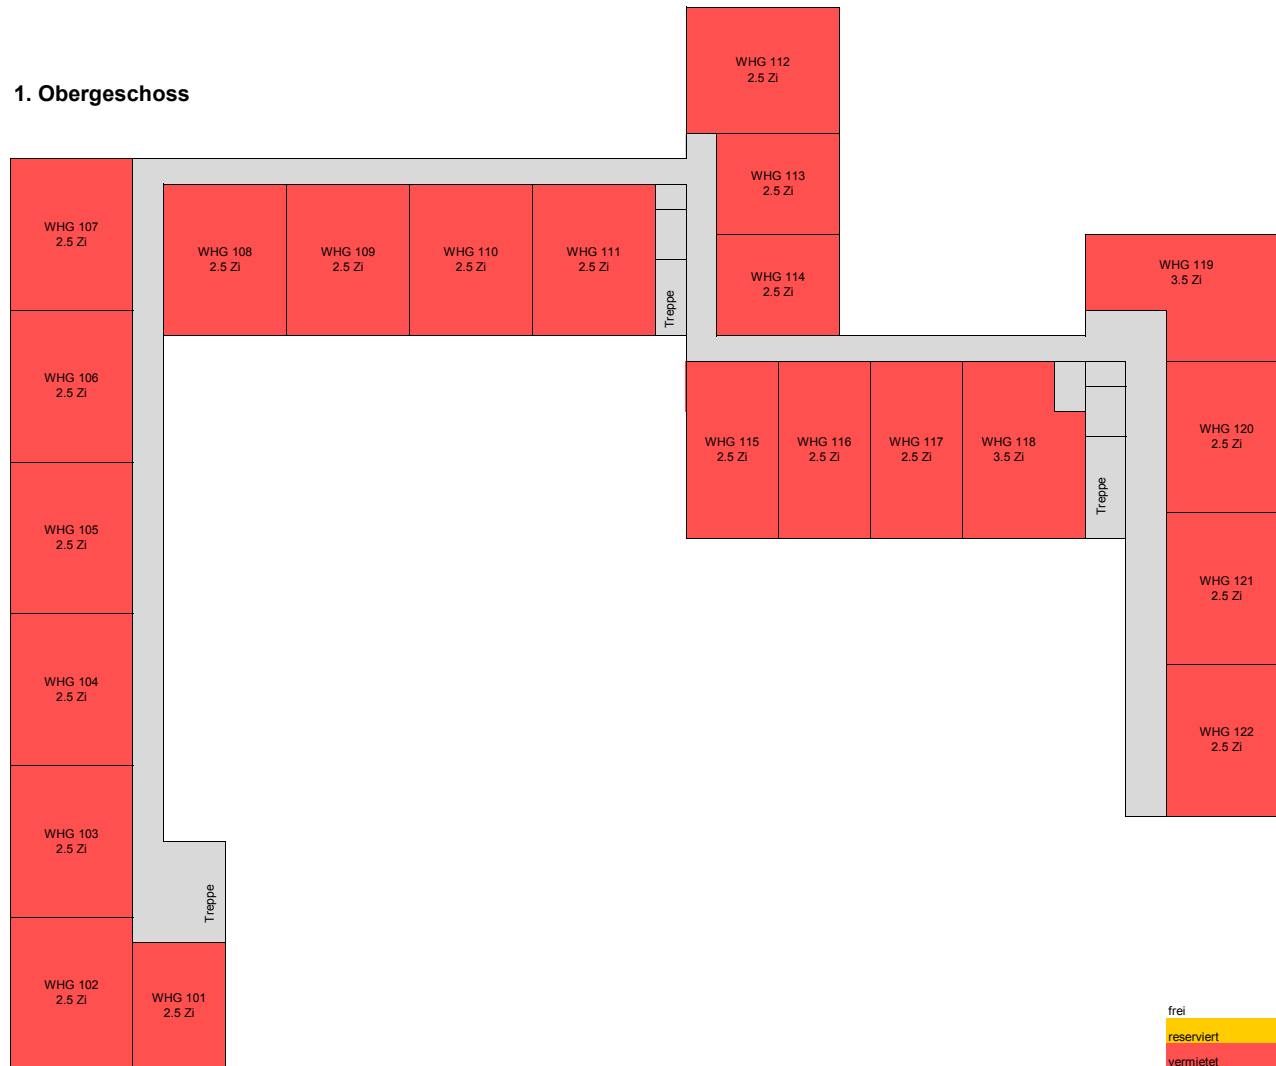 1. Obergeschoss
WHG 112
2.5 Zi
WHG 113
2.5 Zi
WHG 114
2.5 Zi
WHG 107
2.5 Zi
WHG 108
2.5 Zi
WHG 109
2.5 Zi
WHG 110
2.5 Zi
WHG 111
2.5 Zi
Treppe
WHG 119
3.5 Zi
WHG 106
2.5 Zi
WHG 115
2.5 Zi
WHG 116
2.5 Zi
WHG 117
2.5 Zi
WHG 118
3.5 Zi
Treppe
WHG 120
2.5 Zi
WHG 105
2.5 Zi
WHG 121
2.5 Zi
WHG 104
2.5 Zi
WHG 122
2.5 Zi
WHG 103
2.5 Zi
Treppe
WHG 102
2.5 Zi
WHG 101
2.5 Zi
frei
reserviert
vermietet